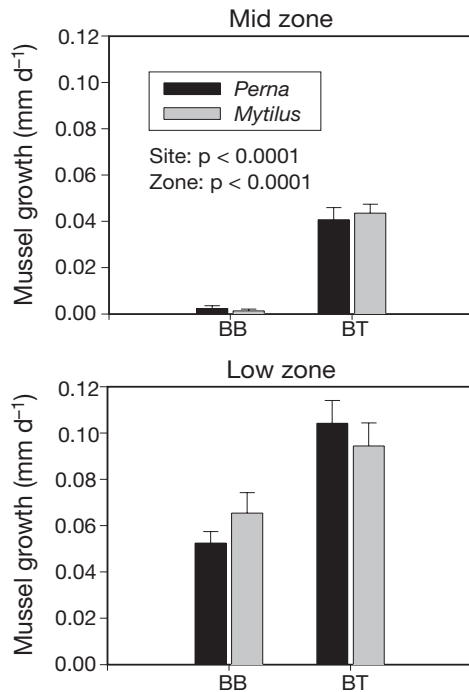 Mid zone
Mussel growth (mm d⁻¹)
0.12
0.10
0.08
0.06
0.04
0.02
0.00
Perna
Mytilus
Site: p < 0.0001
Zone: p < 0.0001
BB
BT
Low zone
Mussel growth (mm d⁻¹)
0.12
0.10
0.08
0.06
0.04
0.02
0.00
BB
BT